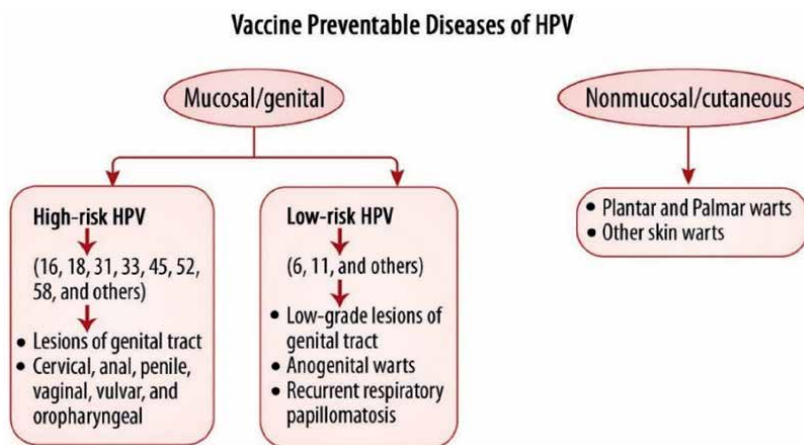 Vaccine Preventable Diseases of HPV
Mucosal/genital
Nonmucosal/cutaneous
High-risk HPV
(16, 18, 31, 33, 45, 52,
58, and others)
• Lesions of genital tract
• Cervical, anal, penile,
vaginal, vulvar, and
oropharyngeal
Low-risk HPV
(6, 11, and others)
• Low-grade lesions of
genital tract
• Anogenital warts
• Recurrent respiratory
papillomatosis
• Plantar and Palmar warts
• Other skin warts